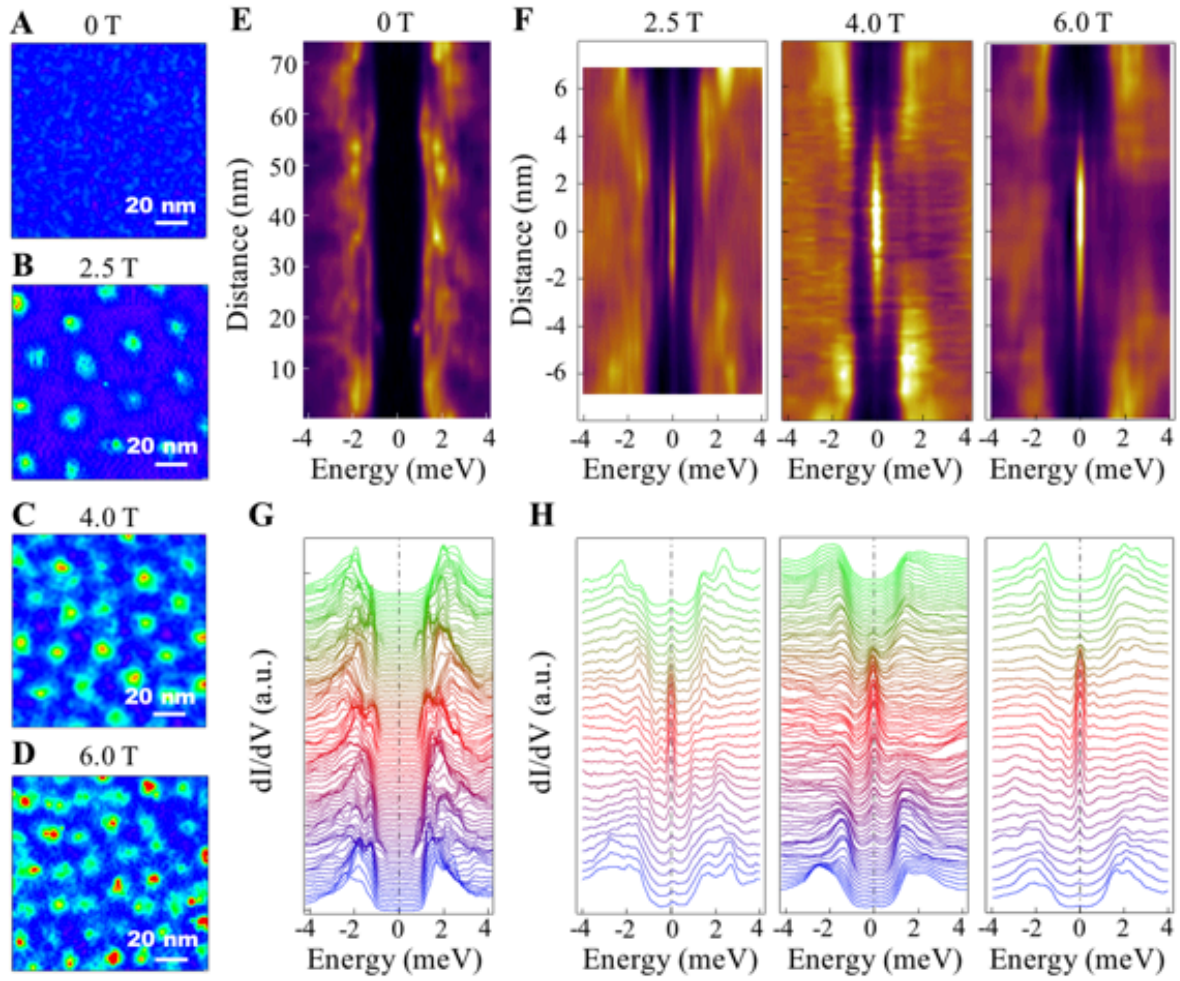 A 0 T
20 nm
B 2.5 T
20 nm
C 4.0 T
20 nm
D 6.0 T
20 nm
E 0 T
Distance (nm)
70
60
50
40
30
20
10
-4 -2 0 2 4
Energy (meV)
F 2.5 T 4.0 T 6.0 T
Distance (nm)
6
4
2
0
-2
-4
-6
-4 -2 0 2 4 -4 -2 0 2 4 -4 -2 0 2 4
Energy (meV) Energy (meV) Energy (meV)
G
dI/dV (a.u.)
-4 -2 0 2 4
Energy (meV)
H
dI/dV (a.u.)
-4 -2 0 2 4 -4 -2 0 2 4 -4 -2 0 2 4
Energy (meV) Energy (meV) Energy (meV)